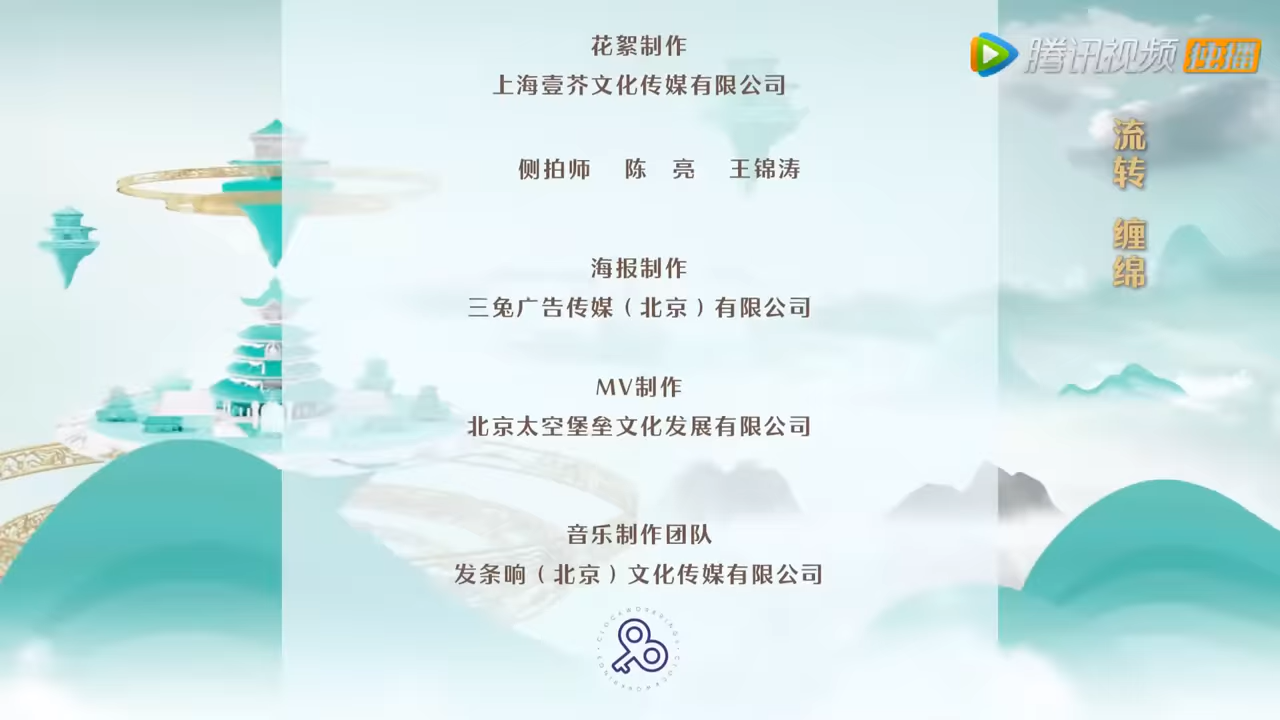 花絮制作
上海壹芥文化传媒有限公司
侧拍师 陈 亮 王锦涛
海报制作
三兔广告传媒（北京）有限公司
MV制作
北京太空堡垒文化发展有限公司
音乐制作团队
发条响（北京）文化传媒有限公司
腾讯视频 独播
流转 缠绵